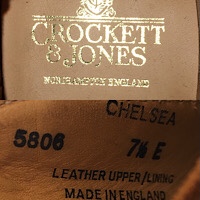 CROCKETT
& JONES
NORTHAMPTON ENGLAND
CHELSEA
5806 7½ E
LEATHER UPPER/LINING
MADE IN ENGLAND